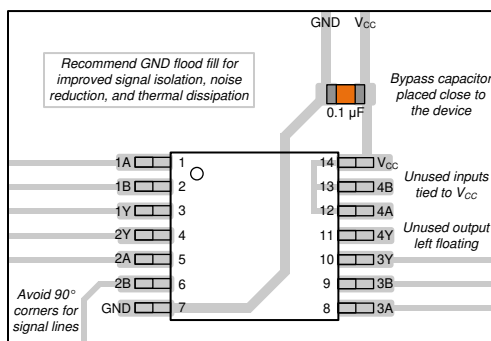 GND VCC
Recommend GND flood fill for
improved signal isolation, noise
reduction, and thermal dissipation
Bypass capacitor
placed close to
the device
0.1 µF
1A 1 14 VCC
1B 2 13 4B
1Y 3 12 4A
2Y 4 11 4Y
2A 5 10 3Y
2B 6 9 3B
GND 7 8 3A
Unused inputs
tied to VCC
Unused output
left floating
Avoid 90°
corners for
signal lines